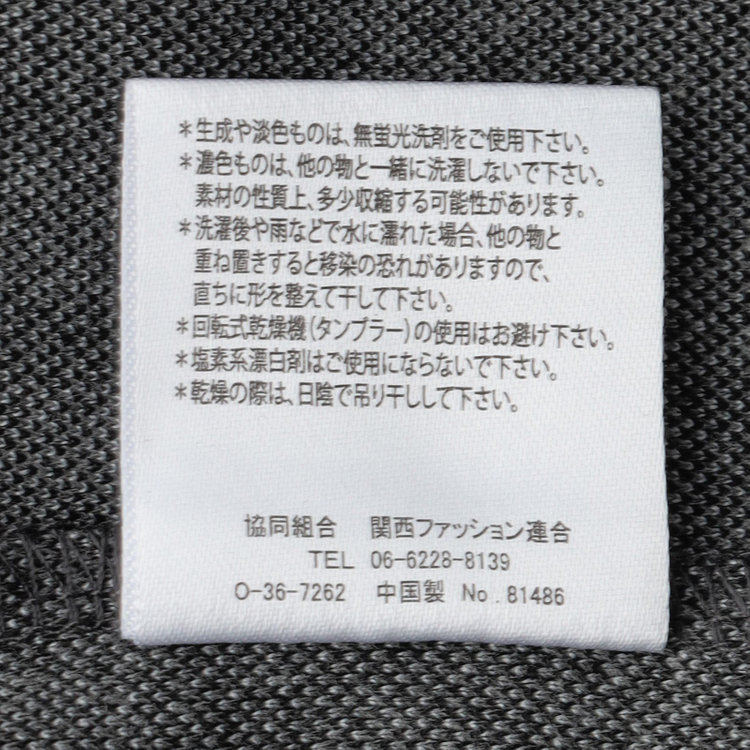 *生成や淡色ものは、無蛍光洗剤をご使用下さい。
*濃色ものは、他の物と一緒に洗濯しないで下さい。
素材の性質上、多少収縮する可能性があります。
*洗濯後や雨などで水に濡れた場合、他の物と
重ね置きすると移染の恐れがありますので、
直ちに形を整えて干して下さい。
*回転式乾燥機(タンブラー)の使用はお避け下さい。
*塩素系漂白剤はご使用にならないで下さい。
*乾燥の際は、日陰で吊り干しして下さい。
協同組合 関西ファッション連合
TEL 06-6228-8139
O-36-7262 中国製 No.81486